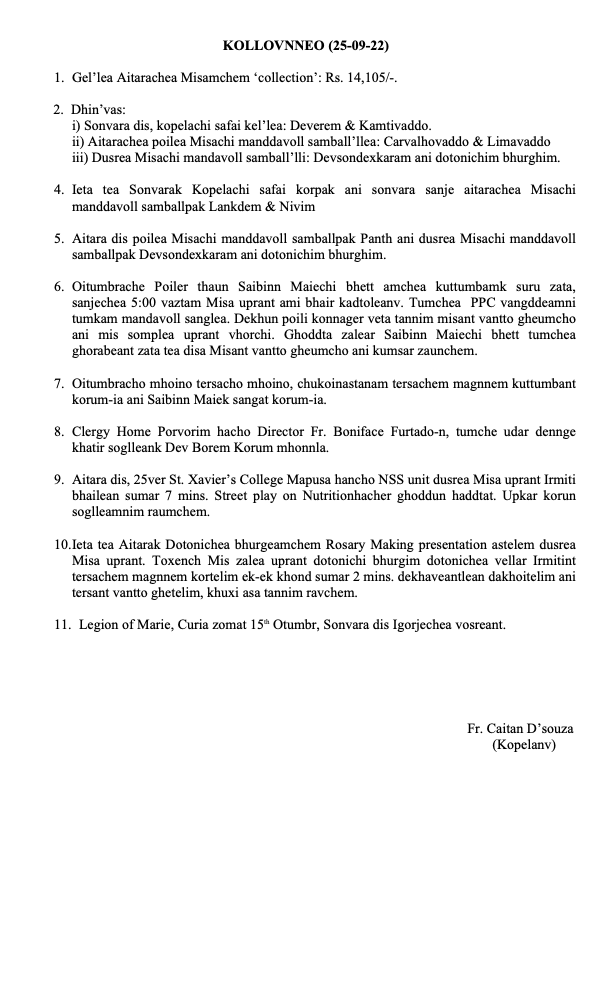 KOLLOVNNEO (25-09-22)
1. Gel'lea Aitarachea Misamchem 'collection': Rs. 14,105/-.
2. Dhin'vas:
i) Sonvara dis, kopelachi safai kel'lea: Deverem & Kamtivaddo.
ii) Aitarachea poilea Misachi manddavoll samball'llea: Carvalhovaddo & Limavaddo
iii) Dusrea Misachi mandavoll samball'lli: Devsondexkaram ani dotonichim bhurghim.
4. Ieta tea Sonvarak Kopelachi safai korpak ani sonvara sanje aitarachea Misachi
manddavoll samballpak Lankdem & Nivim
5. Aitara dis poilea Misachi manddavoll samballpak Panth ani dusrea Misachi manddavoll
samballpak Devsondexkaram ani dotonichim bhurghim.
6. Oitumbrache Poiler thaun Saibinn Maiechi bhett amchea kuttumbamk suru zata,
sanjechea 5:00 vaztam Misa uprant ami bhair kadtoleanv. Tumchea PPC vangddeamni
tumkam mandavoll sanglea. Dekhun poili konnager veta tannim misant vantto gheumcho
ani mis somplea uprant vhorchi. Ghoddta zalear Saibinn Maiechi bhett tumchea
ghorabeant zata tea disa Misant vantto gheumcho ani kumsar zaunchem.
7. Oitumbracho mhoino tersacho mhoino, chukoinastanam tersachem magnnem kuttumbant
korum-ia ani Saibinn Maiek sangat korum-ia.
8. Clergy Home Porvorim hacho Director Fr. Boniface Furtado-n, tumche udar dennge
khatir soglleank Dev Borem Korum mhonnla.
9. Aitara dis, 25ver St. Xavier's College Mapusa hancho NSS unit dusrea Misa uprant Irmiti
bhailean sumar 7 mins. Street play on Nutritionhacher ghoddun haddtat. Upkar korun
soglleamnim raumchem.
10.Ieta tea Aitarak Dotonichea bhurgeamchem Rosary Making presentation astelem dusrea
Misa uprant. Toxench Mis zalea uprant dotonichi bhurgim dotonichea vellar Irmitint
tersachem magnnem kortelim ek-ek khond sumar 2 mins. dekhaveantlean dakhoitelim ani
tersant vantto ghetelim, khuxi asa tannim ravchem.
11. Legion of Marie, Curia zomat 15th Otumbr, Sonvara dis Igorjechea vosreant.
Fr. Caitan D'souza
(Kopelanv)